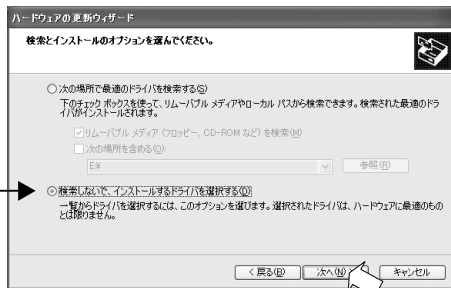 ハードウェアの更新ウィザード
検索とインストールのオプションを選んでください。
次の場所で最適のドライバを検索する(S)
下のチェック ボックスを使って、リムーバブル メディアやローカル パスから検索できます。検索された最適のドラ
イバがインストールされます。
リムーバブル メディア (フロッピー、CD-ROM など) を検索(M)
次の場所を含める(O):
E¥
参照(R)
検索しないで、インストールするドライバを選択する(D)
一覧からドライバを選択するには、このオプションを選びます。選択されたドライバは、ハードウェアに最適のもの
とは限りません。
< 戻る(B) 次へ(N) キャンセル